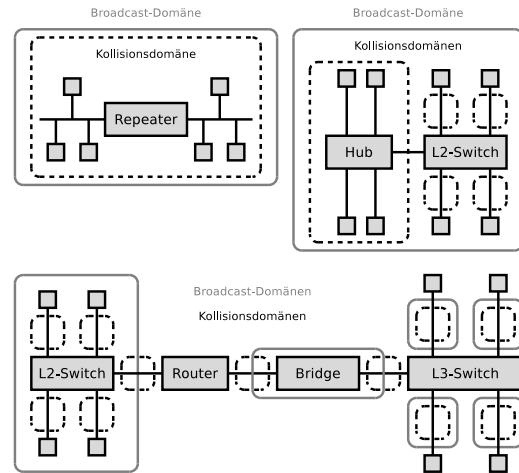 Broadcast-Domäne
Kollisionsdomäne
Repeater
Broadcast-Domäne
Kollisionsdomänen
Hub
L2-Switch
Broadcast-Domänen
Kollisionsdomänen
L2-Switch
Router
Bridge
L3-Switch